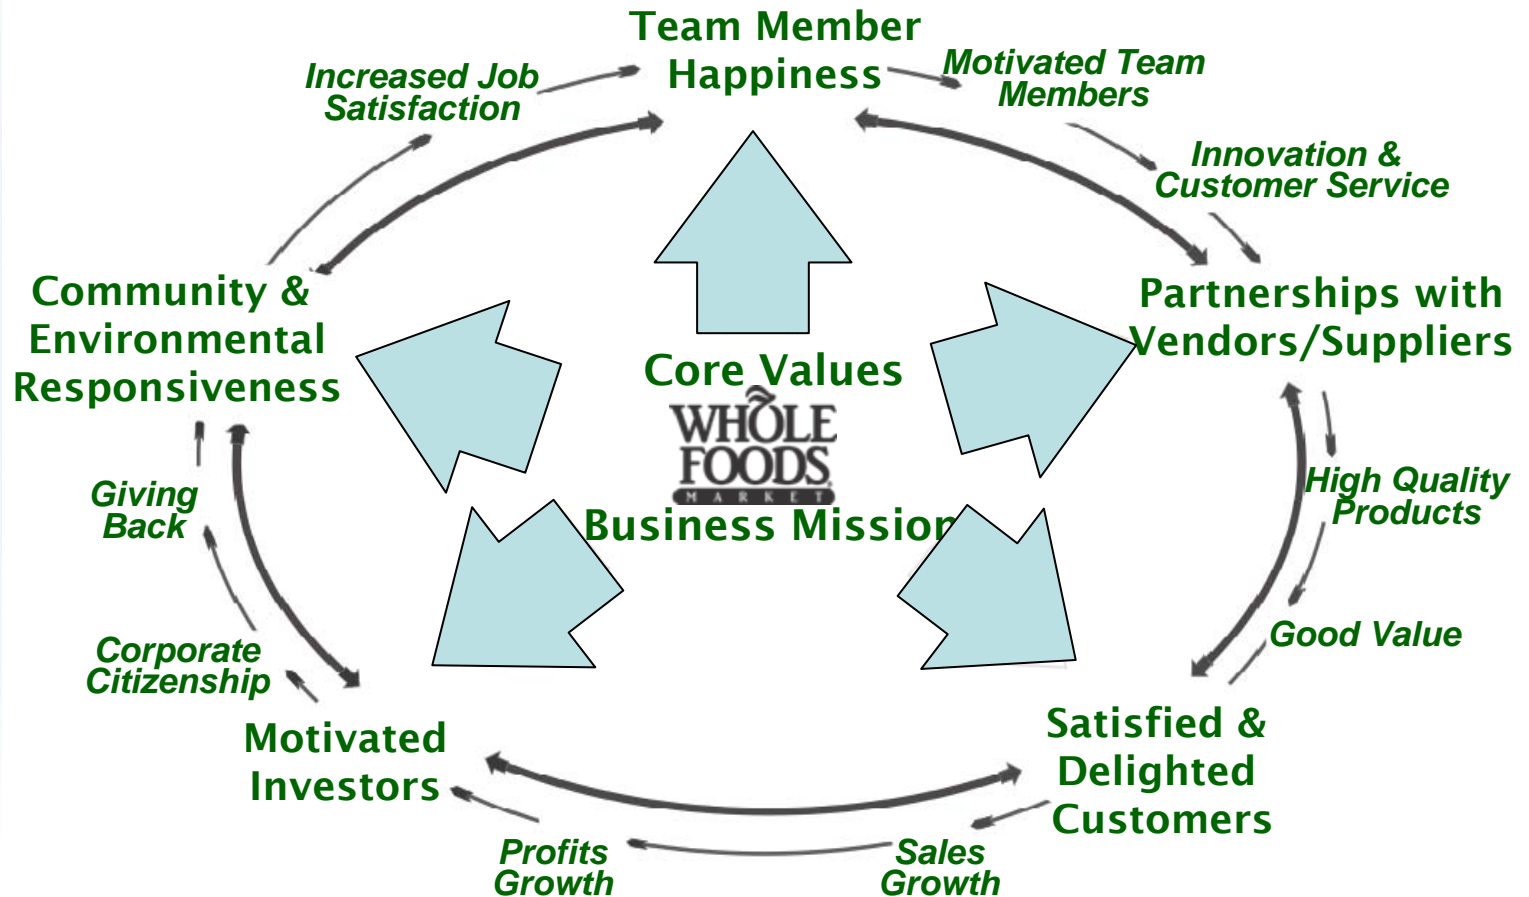 Team Member
Happiness
Increased Job
Satisfaction
Motivated Team
Members
Innovation &
Customer Service
Community &
Environmental
Responsiveness
Partnerships with
Vendors/Suppliers
Core Values
WHOLE
FOODS
MARKET
Business Mission
Giving
Back
High Quality
Products
Corporate
Citizenship
Good Value
Motivated
Investors
Satisfied &
Delighted
Customers
Profits
Growth
Sales
Growth